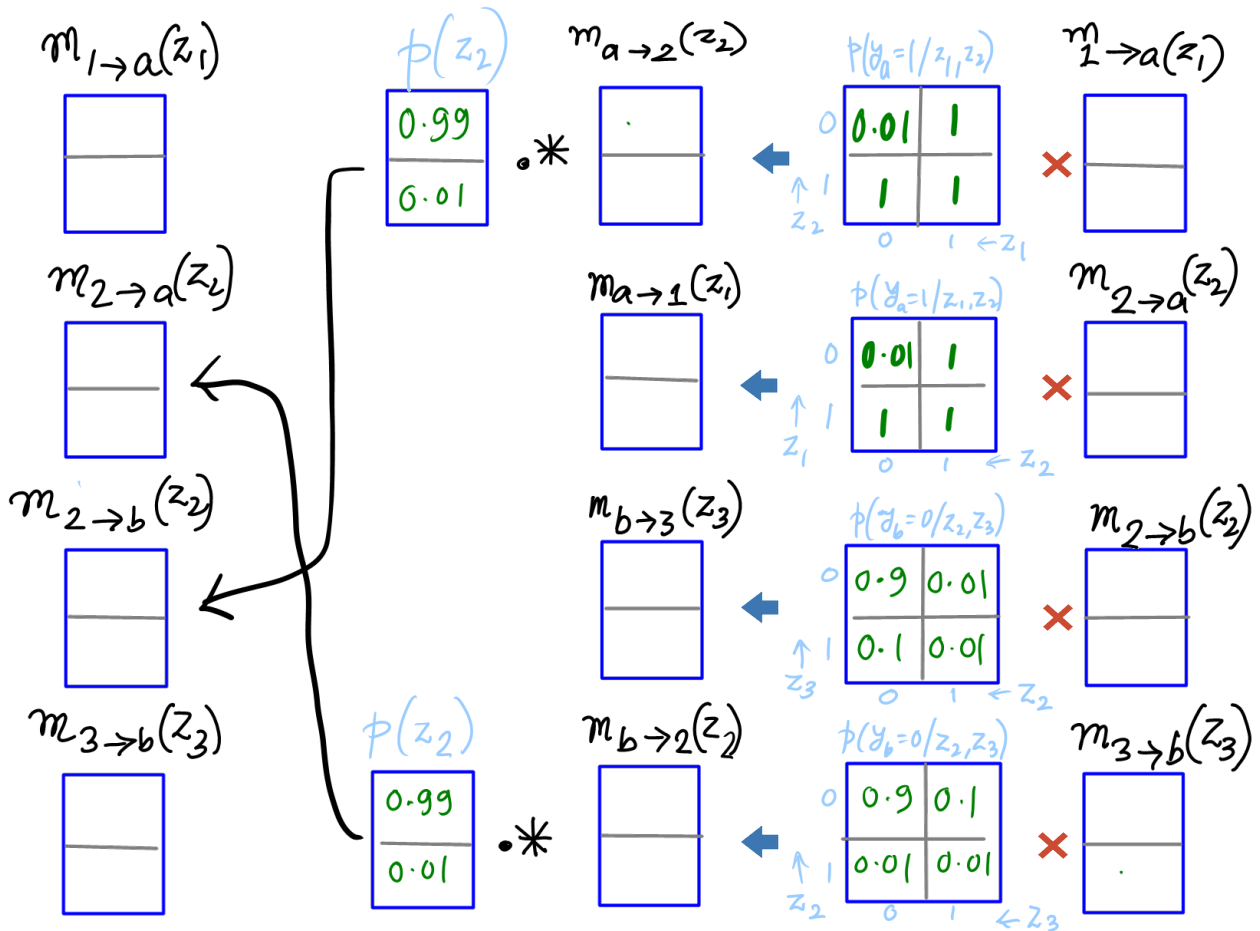 m1→a(z1)
p(z2)
ma→2(z2)
p(ya=1/z1,z2)
m1→a(z1)
0.99
0.01
.*
0
0.01 1
1
1 1
×
↑
z2
0 1 ←z1
m2→a(z2)
ma→1(z1)
p(ya=1/z1,z2)
m2→a(z2)
0
0.01 1
1
1 1
×
↑
z1
0 1 ←z2
m2→b(z2)
mb→3(z3)
p(yb=0/z2,z3)
m2→b(z2)
0
0.9 0.01
1
0.1 0.01
×
↑
z3
0 1 ←z2
m3→b(z3)
p(z2)
mb→2(z2)
p(yb=0/z2,z3)
m3→b(z3)
0.99
0.01
.*
0
0.9 0.1
1
0.01 0.01
×
↑
z2
0 1 ←z3